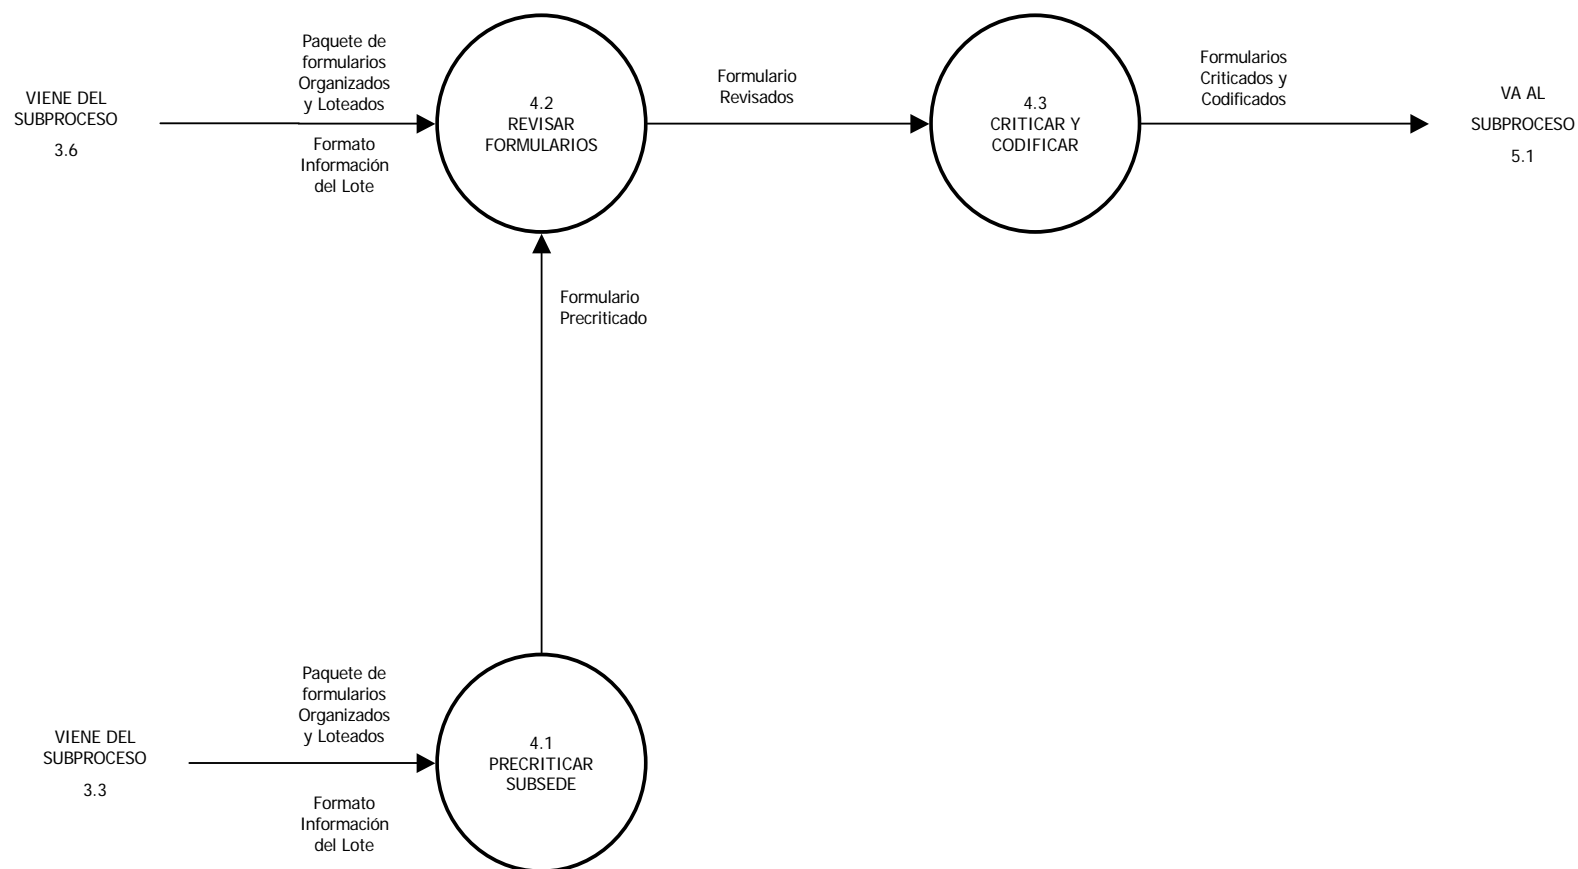 Paquete de
formularios
Organizados
y Loteados
VIENE DEL
SUBPROCESO
3.6
Formato
Información
del Lote
4.2
REVISAR
FORMULARIOS
Formulario
Revisados
4.3
CRITICAR Y
CODIFICAR
Formularios
Criticados y
Codificados
VA AL
SUBPROCESO
5.1
Formulario
Precriticado
Paquete de
formularios
Organizados
y Loteados
VIENE DEL
SUBPROCESO
3.3
Formato
Información
del Lote
4.1
PRECRITICAR
SUBSEDE